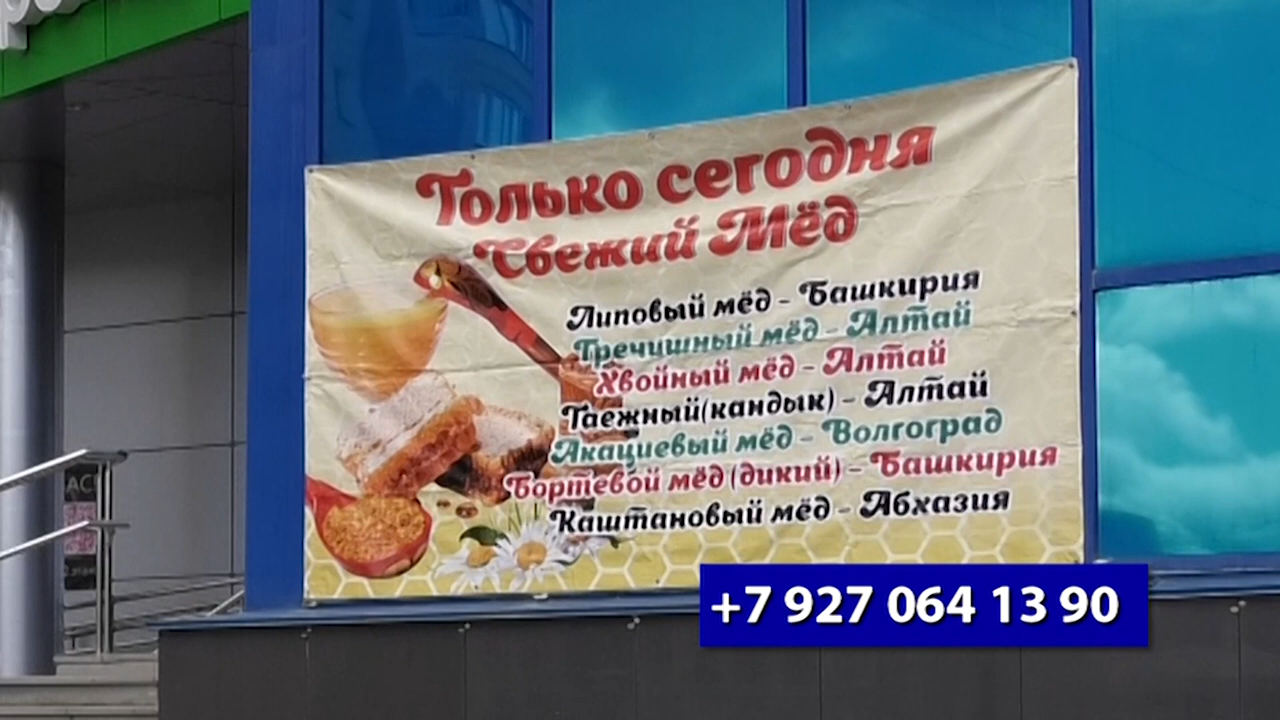 Только сегодня
Свежий Мёд
Липовый мёд - Башкирия
Гречишный мёд - Алтай
Хвойный мёд - Алтай
Таежный(кандык) - Алтай
Акациевый мёд - Волгоград
Бортевой мёд (дикий) - Башкирия
Каштановый мёд - Абхазия
+7 927 064 13 90